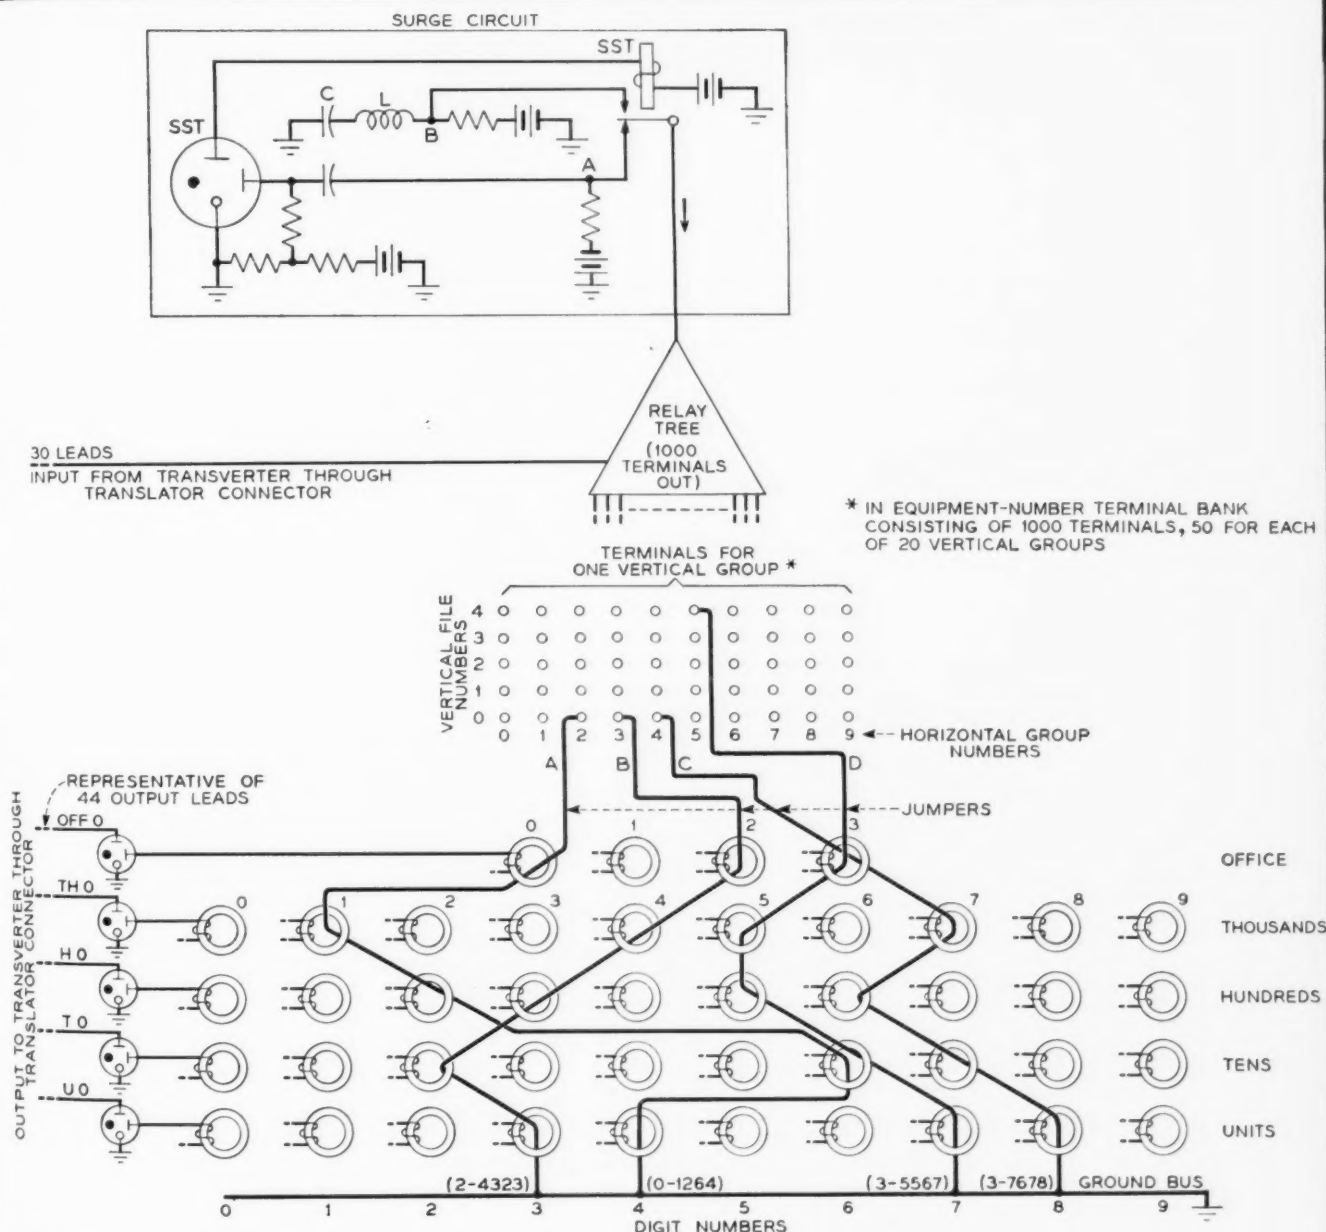 SURGE CIRCUIT
SST
C L
B
SST
A
RELAY
TREE
(1000
TERMINALS
OUT)
30 LEADS
INPUT FROM TRANSVERTER THROUGH
TRANSLATOR CONNECTOR
* IN EQUIPMENT-NUMBER TERMINAL BANK
CONSISTING OF 1000 TERMINALS, 50 FOR EACH
OF 20 VERTICAL GROUPS
TERMINALS FOR
ONE VERTICAL GROUP *
VERTICAL FILE
NUMBERS
4
3
2
1
0
0 1 2 3 4 5 6 7 8 9
HORIZONTAL GROUP
NUMBERS
A B C D
JUMPERS
REPRESENTATIVE OF
44 OUTPUT LEADS
OUTPUT TO TRANSVERTER THROUGH
TRANSLATOR CONNECTOR
OFF 0
0 1 2 3
OFFICE
TH 0
0 1 2 3 4 5 6 7 8 9
THOUSANDS
H 0
HUNDREDS
T 0
TENS
U 0
UNITS
(2-4323) (0-1264) (3-5567) (3-7678) GROUND BUS
0 1 2 3 4 5 6 7 8 9
DIGIT NUMBERS